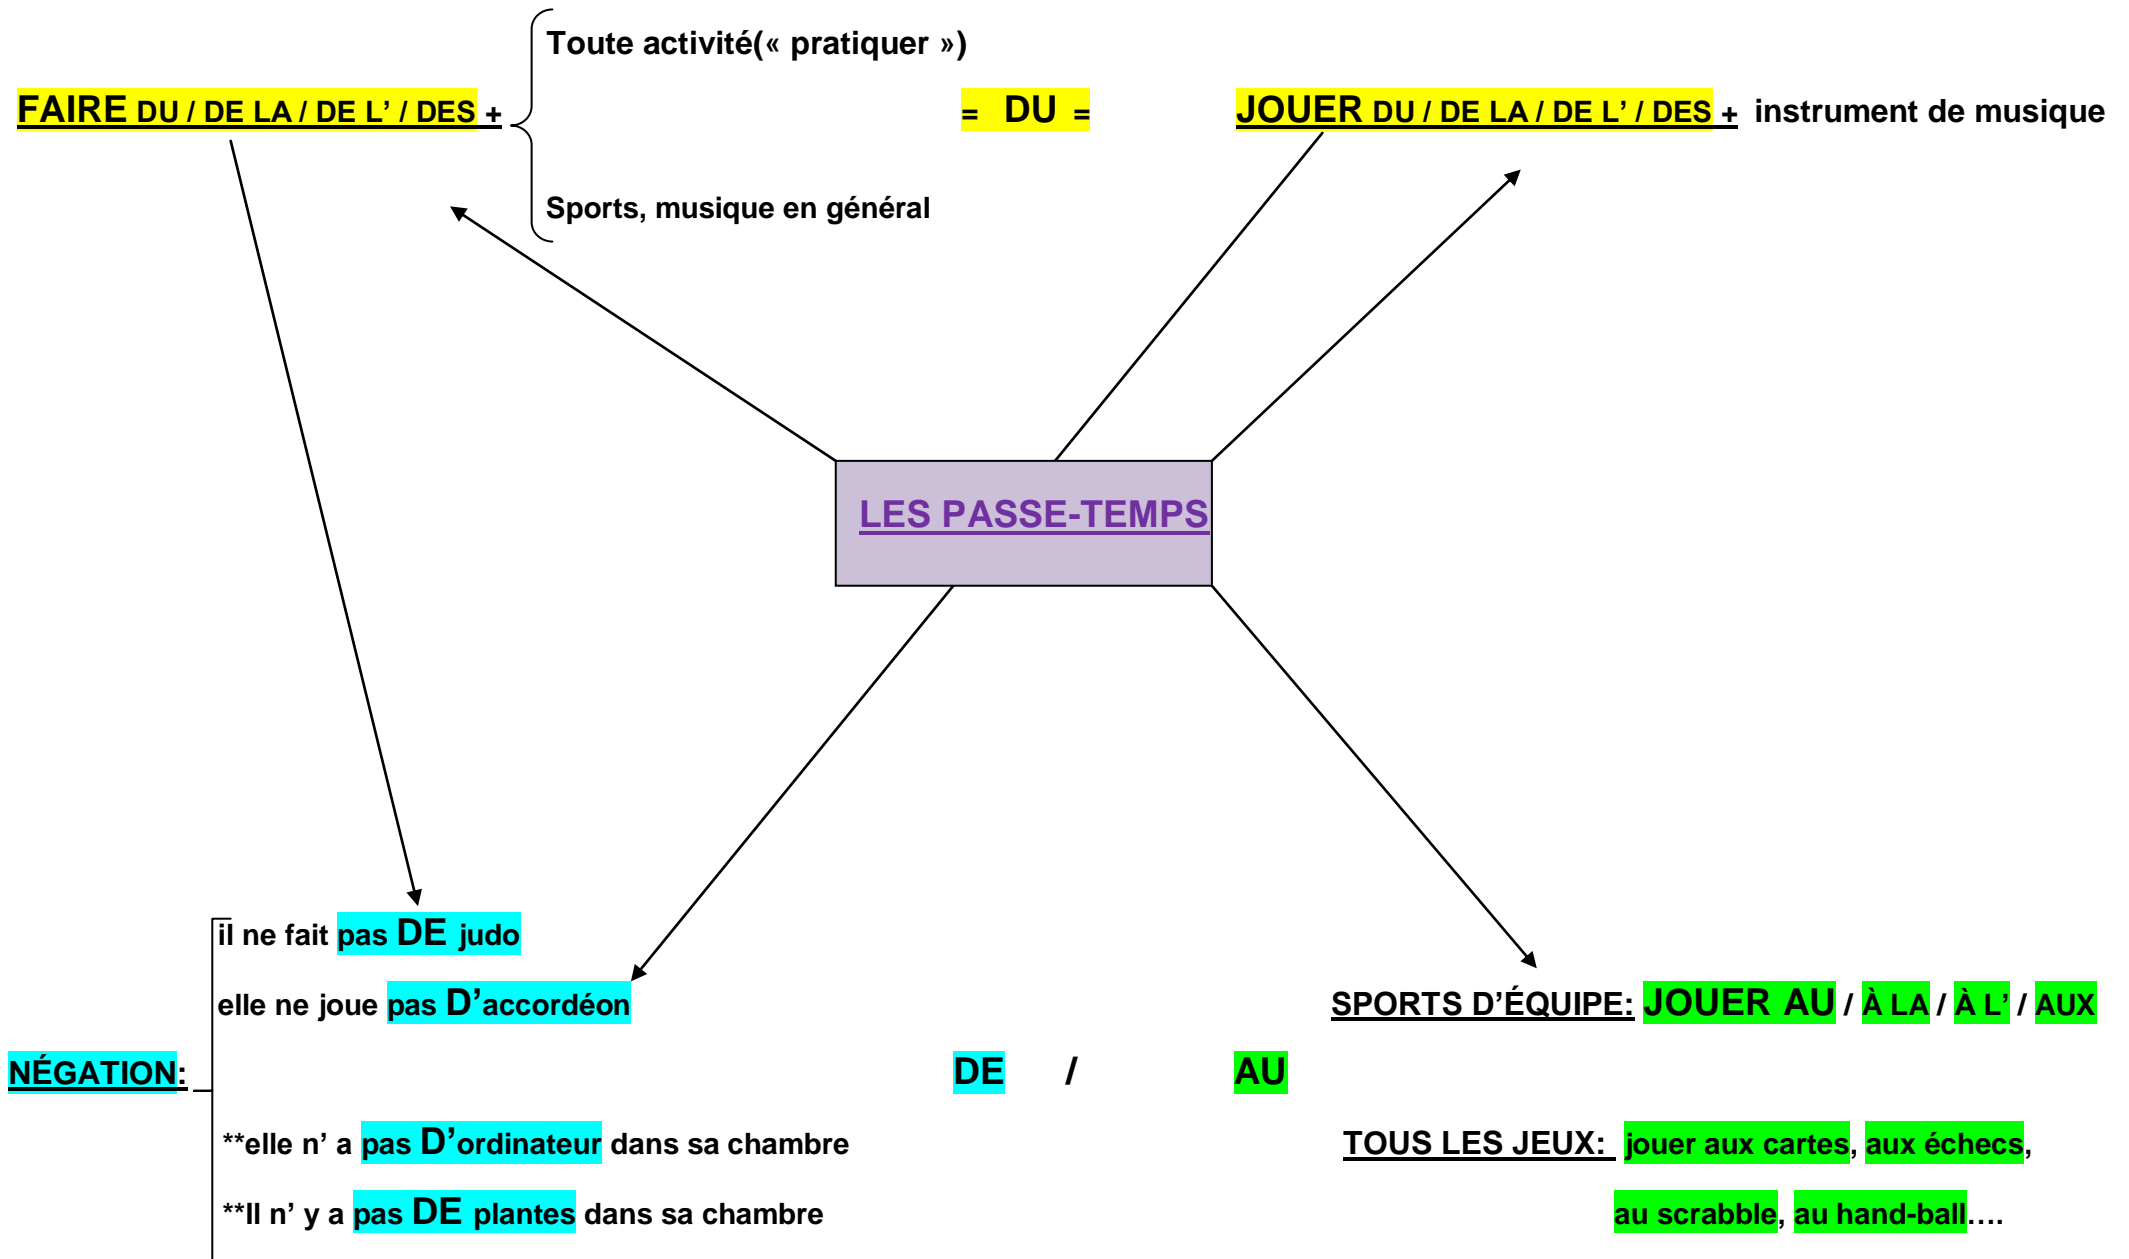 Toute activité(« pratiquer »)
FAIRE DU / DE LA / DE L’ / DES + = DU = JOUER DU / DE LA / DE L’ / DES + instrument de musique
Sports, musique en général
LES PASSE-TEMPS
il ne fait pas DE judo
elle ne joue pas D’accordéon SPORTS D’ÉQUIPE: JOUER AU / À LA / À L’ / AUX
NÉGATION: DE / AU
**elle n’ a pas D’ordinateur dans sa chambre TOUS LES JEUX: jouer aux cartes, aux échecs,
**Il n’ y a pas DE plantes dans sa chambre au scrabble, au hand-ball….